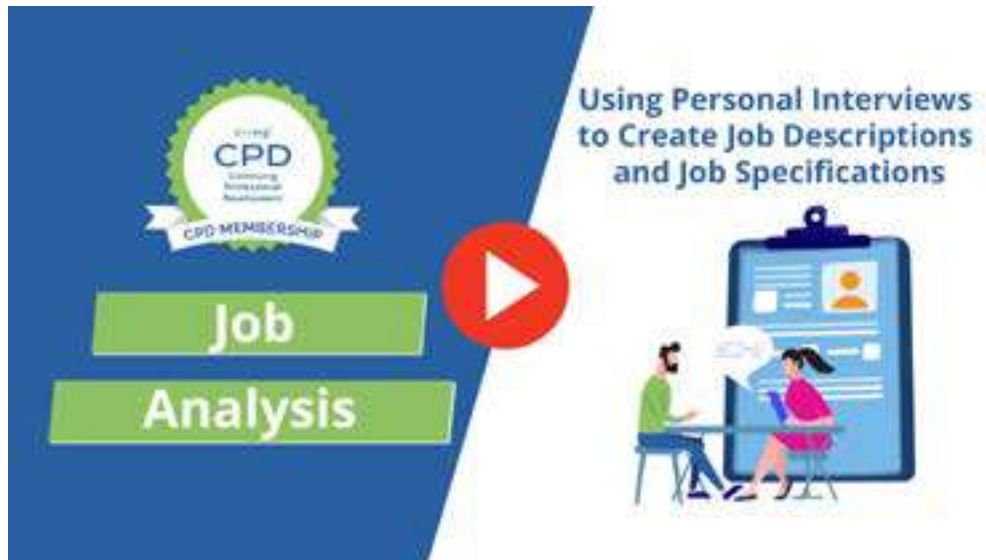 CPD
CPD MEMBERSHIP
Job
Analysis
Using Personal Interviews
to Create Job Descriptions
and Job Specifications